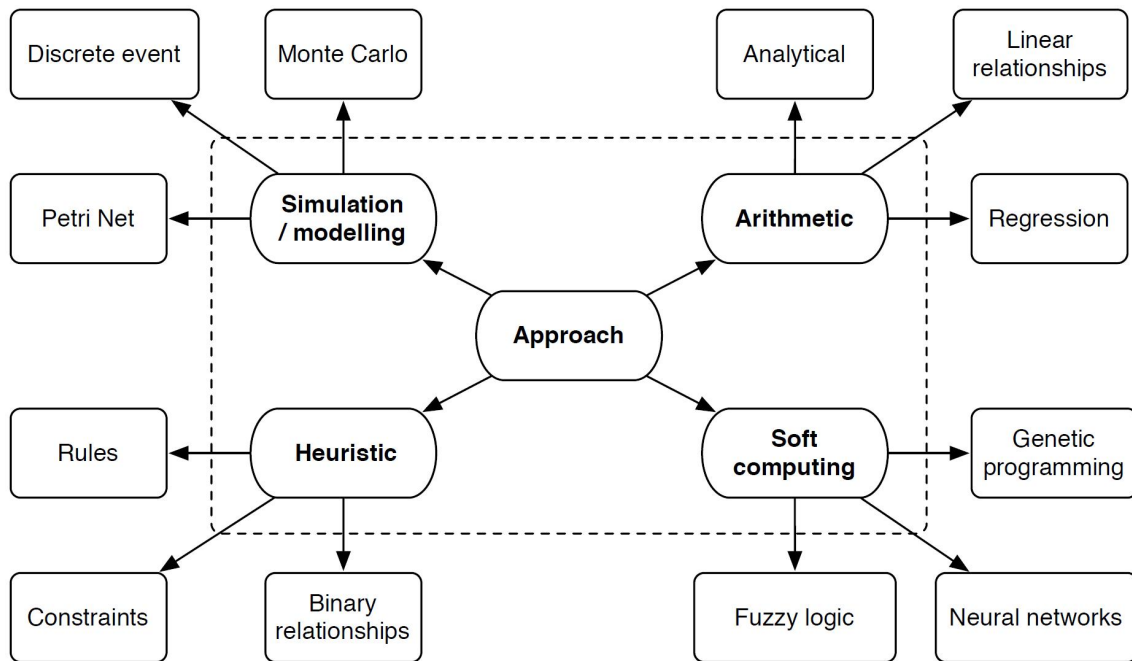 Discrete event
Monte Carlo
Analytical
Linear
relationships
Petri Net
Simulation
/ modelling
Arithmetic
Regression
Approach
Rules
Heuristic
Soft
computing
Genetic
programming
Constraints
Binary
relationships
Fuzzy logic
Neural networks